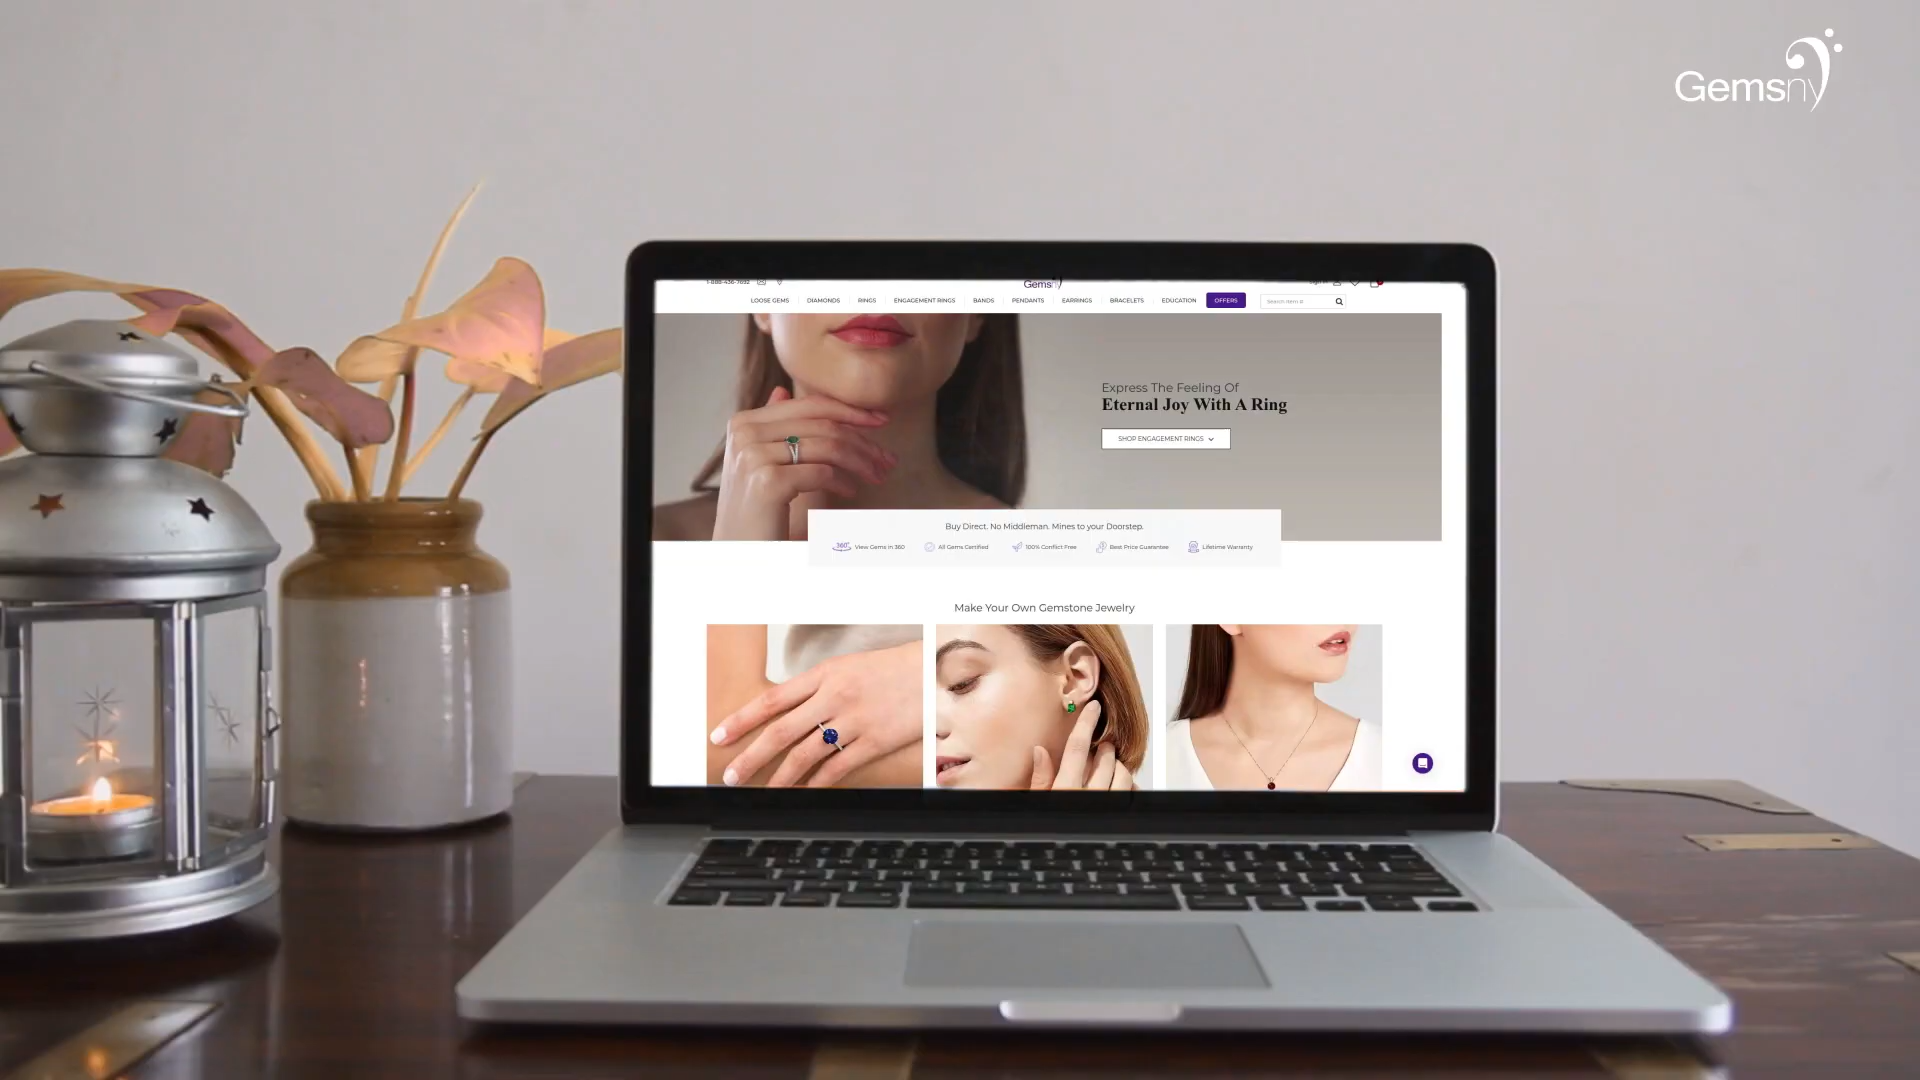 Gemsny
1-888-436-7892
Gemsny
LOOSE GEMS DIAMONDS RINGS ENGAGEMENT RINGS BANDS PENDANTS EARRINGS BRACELETS EDUCATION OFFERS Search Item #
Express The Feeling Of
Eternal Joy With A Ring
SHOP ENGAGEMENT RINGS
Buy Direct. No Middleman. Mines to your Doorstep.
360° View Gems in 360 All Gems Certified 100% Conflict Free Best Price Guarantee Lifetime Warranty
Make Your Own Gemstone Jewelry